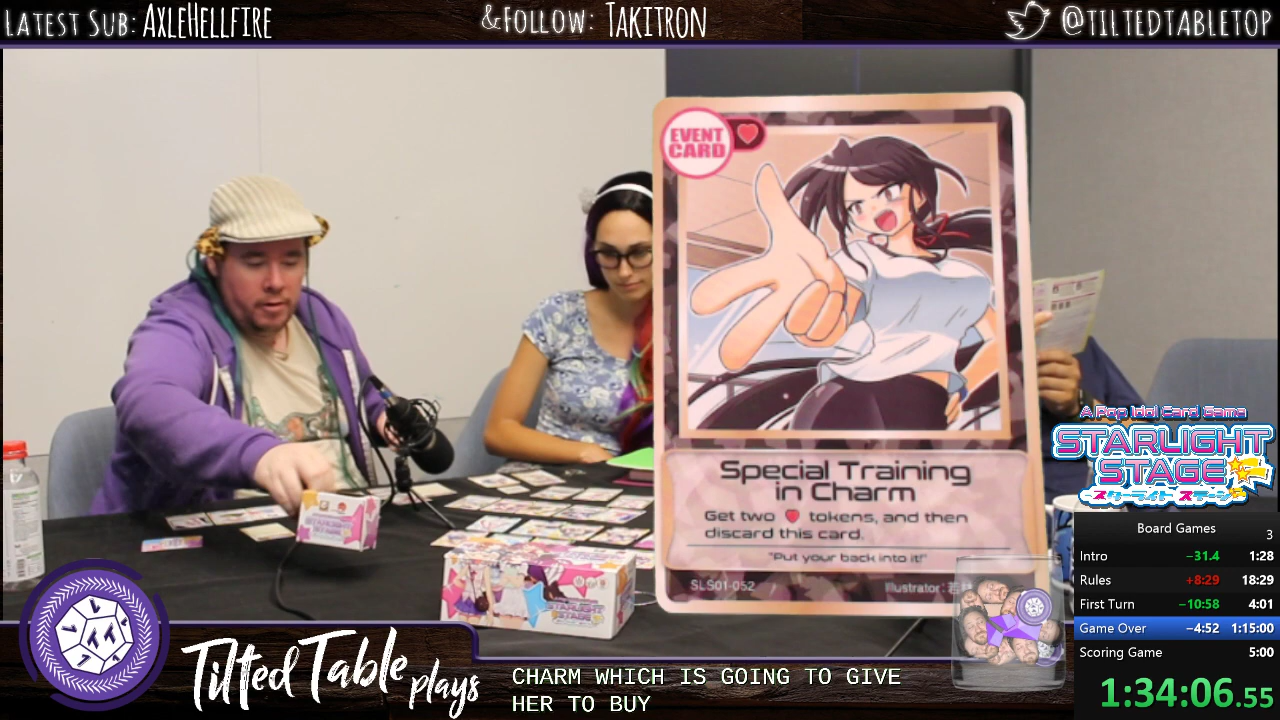 LATEST SUB: AXLEHELLFIRE
&FOLLOW: TAKITRON
@TILTEDTABLETOP
EVENT
CARD
Special Training
in Charm
Get two ♥ tokens, and then
discard this card.
"Put your back into it!"
SLS01-052
Illustrator:
A Pop Idol Card Game
STARLIGHT
STAGE
スターライト ステージ
Board Games
3
Intro −31.4 1:28
Rules +8:29 18:29
First Turn −10:58 4:01
Game Over −4:52 1:15:00
Scoring Game 5:00
1:34:06.55
STARLIGHT
STAGE
Tilted Table plays
CHARM WHICH IS GOING TO GIVE
HER TO BUY